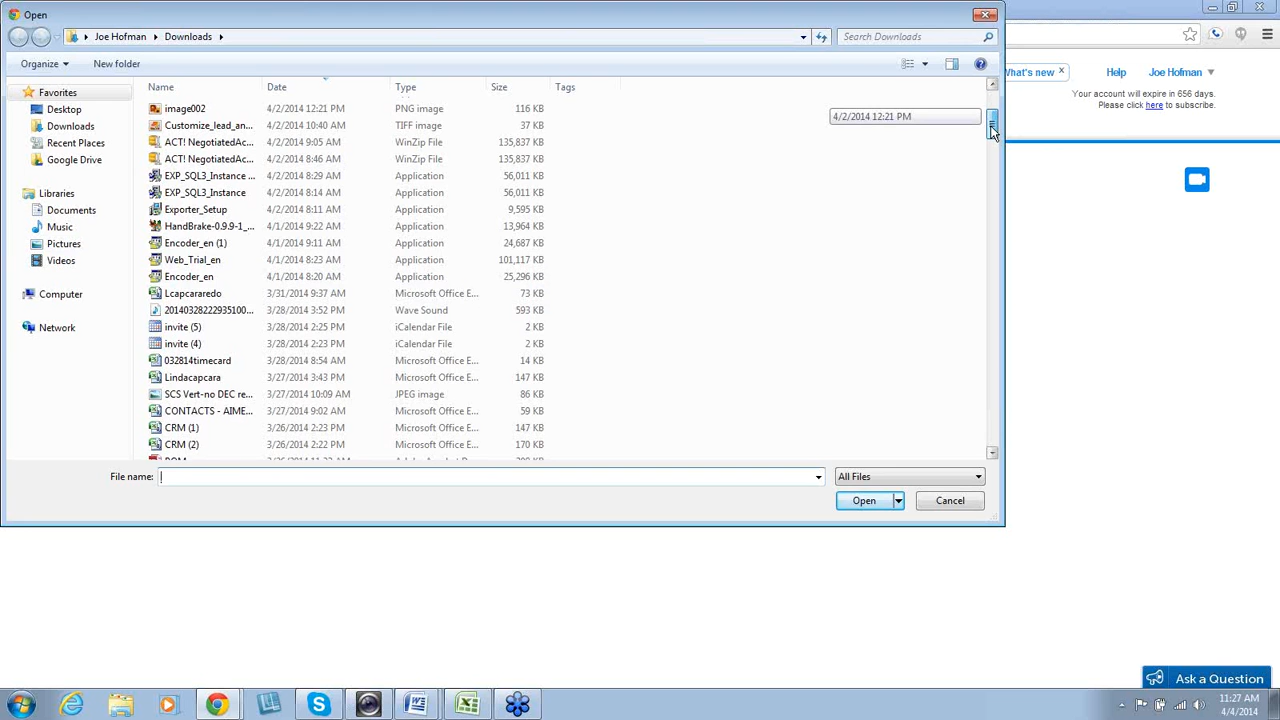 Open
Joe Hofman Downloads Search Downloads
Organize New folder
What's new x Help Joe Hofman
Your account will expire in 656 days.
Please click here to subscribe.
Favorites
Desktop
Downloads
Recent Places
Google Drive
Libraries
Documents
Music
Pictures
Videos
Computer
Network
Name Date Type Size Tags
image002 4/2/2014 12:21 PM PNG image 116 KB
Customize_lead_an... 4/2/2014 10:40 AM TIFF image 37 KB
ACT! NegotiatedAc... 4/2/2014 9:05 AM WinZip File 135,837 KB
ACT! NegotiatedAc... 4/2/2014 8:46 AM WinZip File 135,837 KB
EXP_SQL3_Instance ... 4/2/2014 8:29 AM Application 56,011 KB
EXP_SQL3_Instance 4/2/2014 8:14 AM Application 56,011 KB
Exporter_Setup 4/2/2014 8:11 AM Application 9,595 KB
HandBrake-0.9.9-1_... 4/1/2014 9:22 AM Application 13,964 KB
Encoder_en (1) 4/1/2014 9:11 AM Application 24,687 KB
Web_Trial_en 4/1/2014 8:23 AM Application 101,117 KB
Encoder_en 4/1/2014 8:20 AM Application 25,296 KB
Lcapcararedo 3/31/2014 9:37 AM Microsoft Office E... 73 KB
20140328222935100... 3/28/2014 3:52 PM Wave Sound 593 KB
invite (5) 3/28/2014 2:25 PM iCalendar File 2 KB
invite (4) 3/28/2014 2:23 PM iCalendar File 2 KB
032814timecard 3/28/2014 8:54 AM Microsoft Office E... 14 KB
Lindacapcara 3/27/2014 3:43 PM Microsoft Office E... 147 KB
SCS Vert-no DEC re... 3/27/2014 10:09 AM JPEG image 86 KB
CONTACTS - AIME... 3/27/2014 9:02 AM Microsoft Office E... 59 KB
CRM (1) 3/26/2014 2:23 PM Microsoft Office E... 147 KB
CRM (2) 3/26/2014 2:22 PM Microsoft Office E... 170 KB
4/2/2014 12:21 PM
File name: All Files
Open Cancel
Ask a Question
11:27 AM
4/4/2014